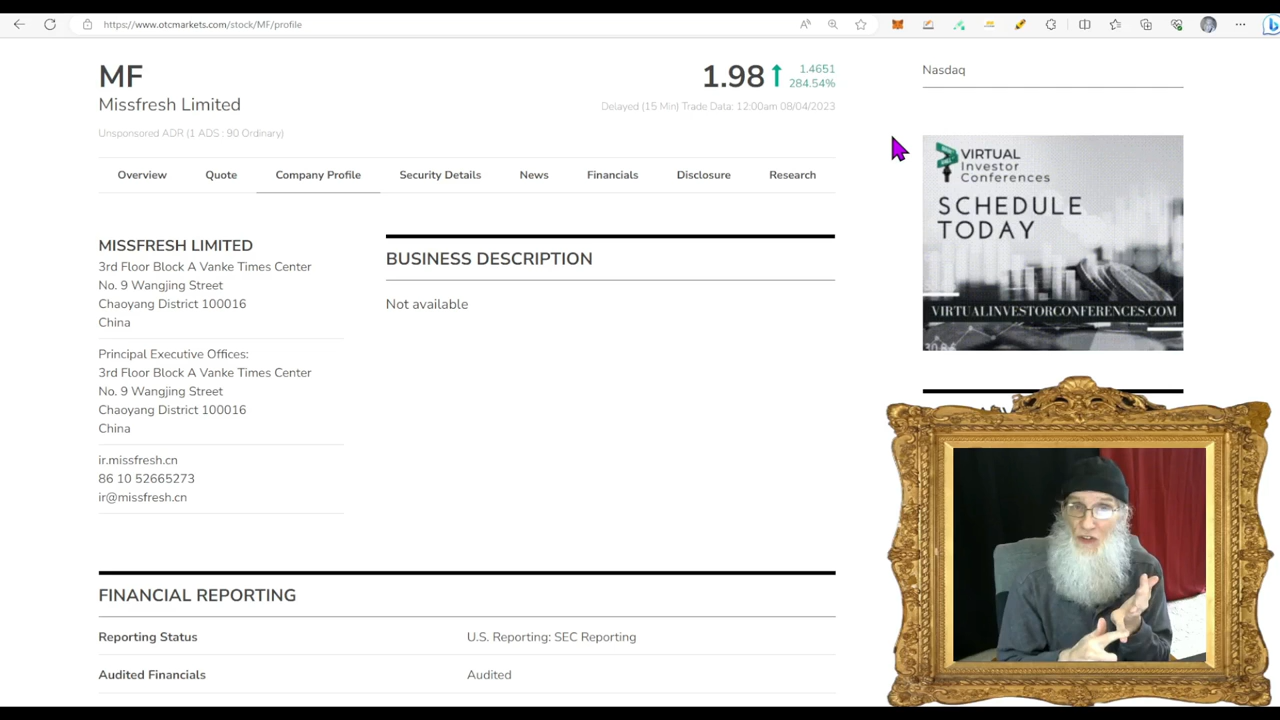 https://www.otcmarkets.com/stock/MF/profile
MF
Missfresh Limited
Unsponsored ADR (1 ADS : 90 Ordinary)
1.98
1.4651
284.54%
Delayed (15 Min) Trade Data: 12:00am 08/04/2023
Nasdaq
Overview
Quote
Company Profile
Security Details
News
Financials
Disclosure
Research
MISSFRESH LIMITED
3rd Floor Block A Vanke Times Center
No. 9 Wangjing Street
Chaoyang District 100016
China
Principal Executive Offices:
3rd Floor Block A Vanke Times Center
No. 9 Wangjing Street
Chaoyang District 100016
China
ir.missfresh.cn
86 10 52665273
ir@missfresh.cn
BUSINESS DESCRIPTION
Not available
VIRTUAL
Investor
Conferences
SCHEDULE
TODAY
VIRTUALINVESTORCONFERENCES.COM
FINANCIAL REPORTING
Reporting Status
U.S. Reporting: SEC Reporting
Audited Financials
Audited